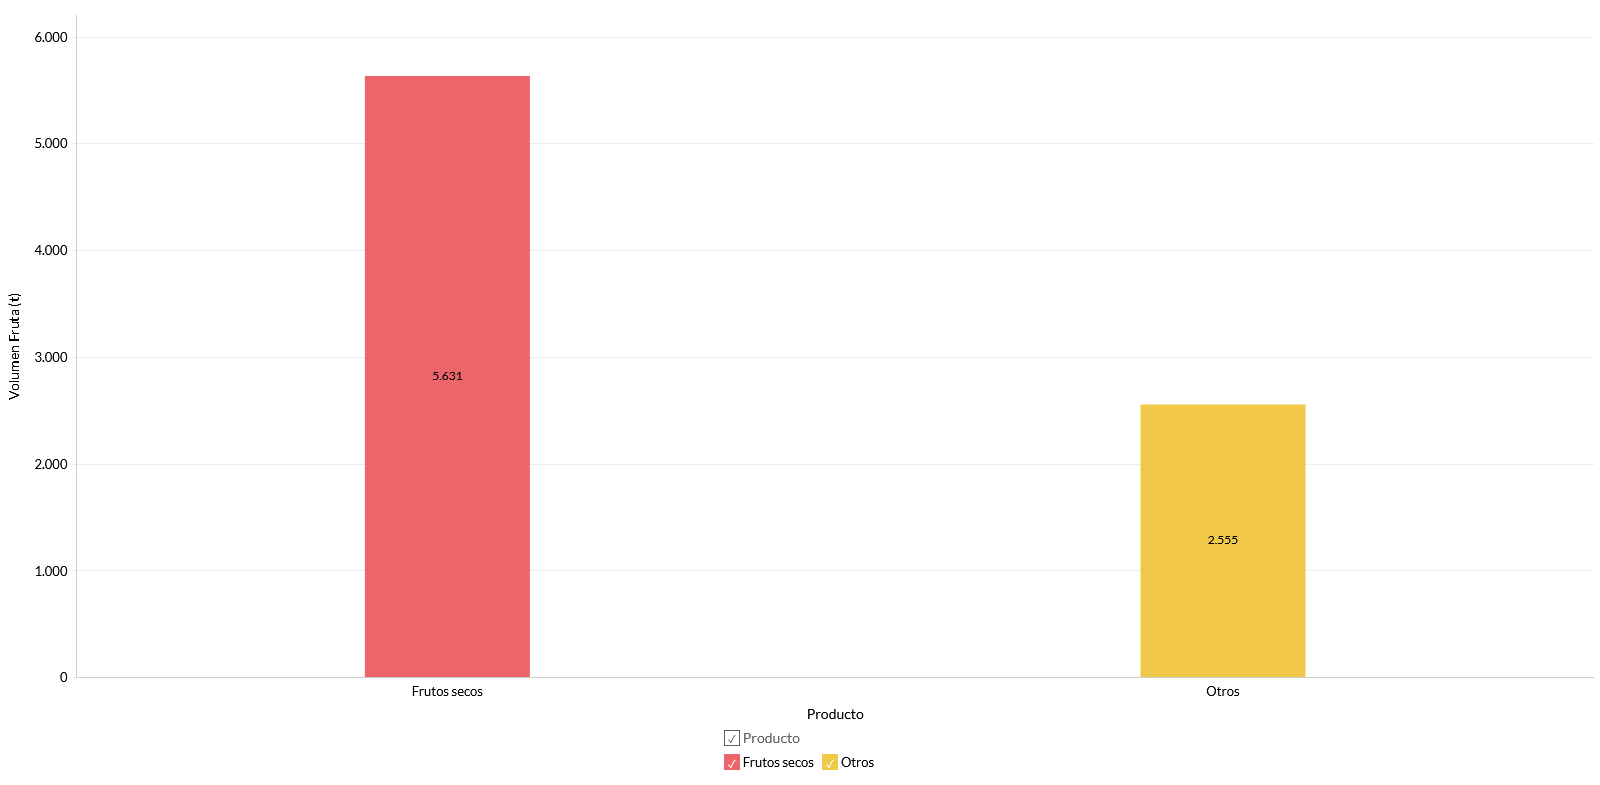 6.000
5.000
4.000
3.000
2.000
1.000
0
Volumen Fruta (t)
5.631
2.555
Frutos secos
Otros
Producto
Producto
Frutos secos Otros